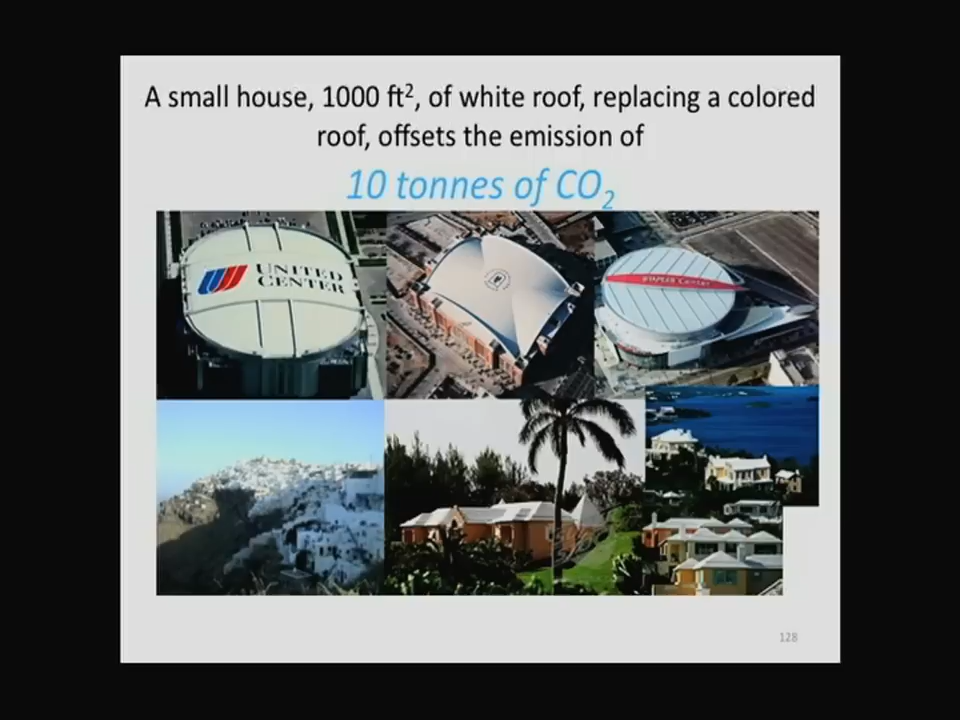 A small house, 1000 ft², of white roof, replacing a colored
roof, offsets the emission of
10 tonnes of CO₂
UNITED
CENTER
STAPLES Center
128